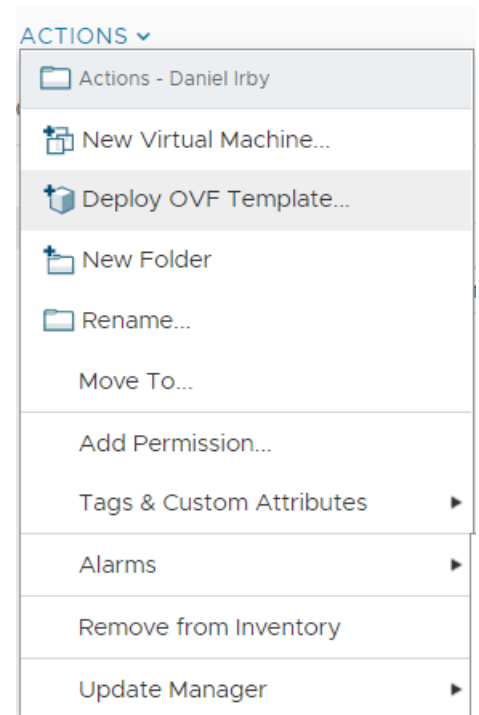 ACTIONS
Actions - Daniel Irby
New Virtual Machine...
Deploy OVF Template...
New Folder
Rename...
Move To...
Add Permission...
Tags & Custom Attributes
Alarms
Remove from Inventory
Update Manager